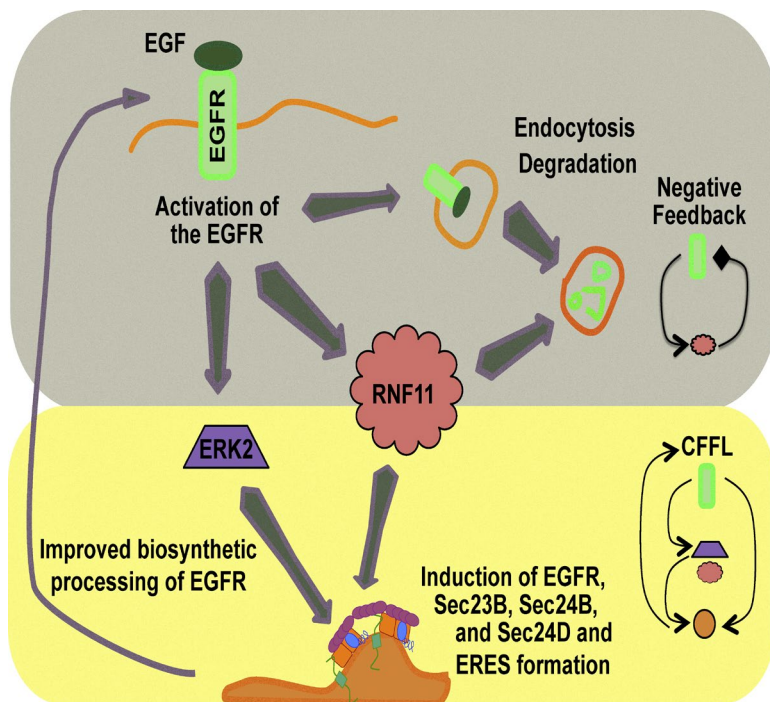 EGF
EGFR
Activation of
the EGFR
Endocytosis
Degradation
Negative
Feedback
RNF11
ERK2
CFFL
Improved biosynthetic
processing of EGFR
Induction of EGFR,
Sec23B, Sec24B,
and Sec24D and
ERES formation